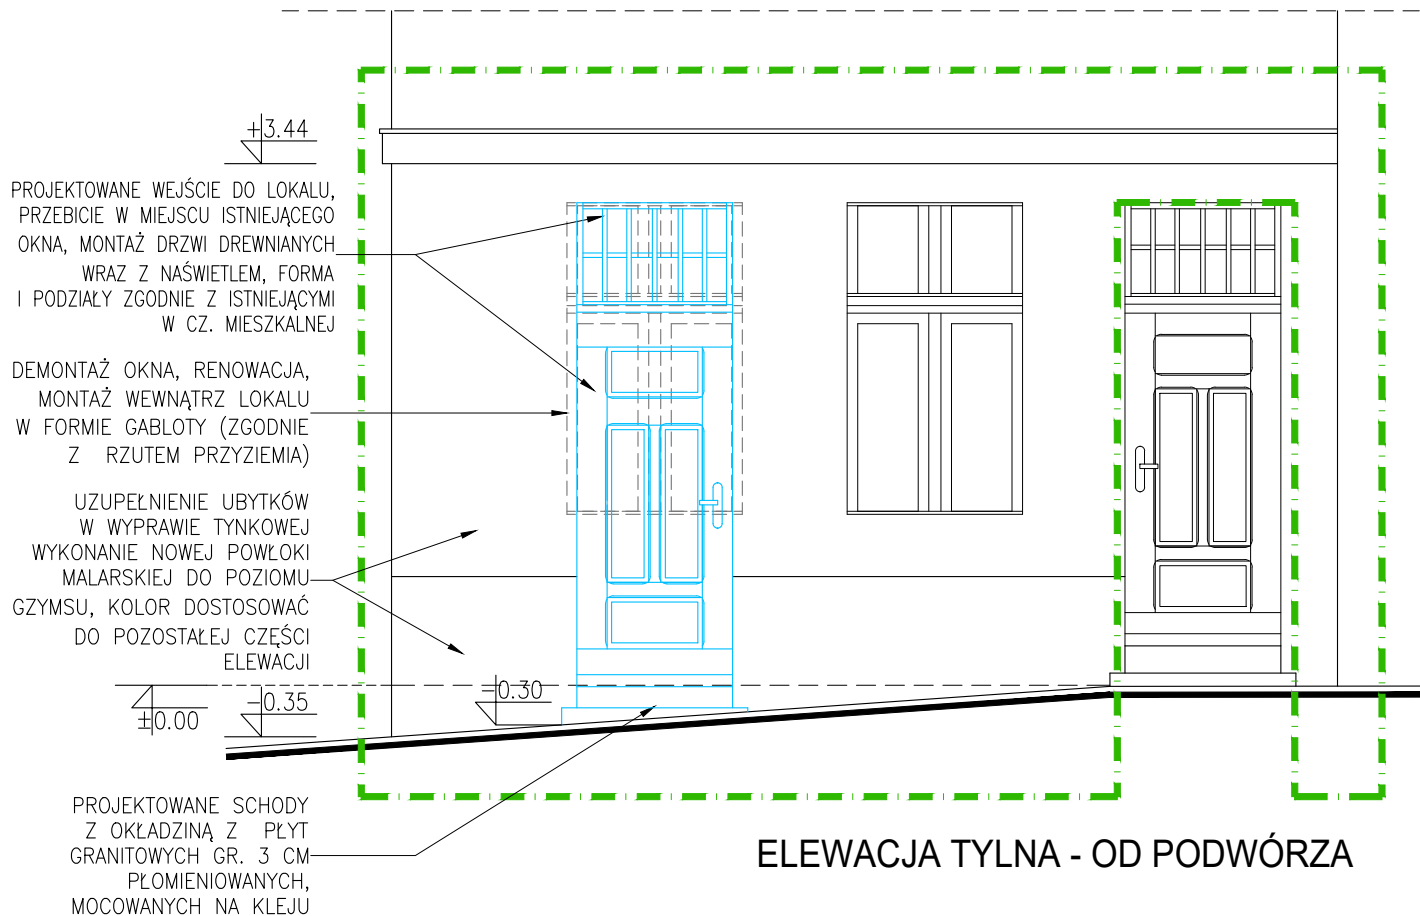 +3.44
PROJEKTOWANE WEJŚCIE DO LOKALU,
PRZEBICIE W MIEJSCU ISTNIEJĄCEGO
OKNA, MONTAŻ DRZWI DREWNIANYCH
WRAZ Z NAŚWIETLEM, FORMA
I PODZIAŁY ZGODNIE Z ISTNIEJĄCYMI
W CZ. MIESZKALNEJ
DEMONTAŻ OKNA, RENOWACJA,
MONTAŻ WEWNĄTRZ LOKALU
W FORMIE GABLOTY (ZGODNIE
Z RZUTEM PRZYZIEMIA)
UZUPEŁNIENIE UBYTKÓW
W WYPRAWIE TYNKOWEJ
WYKONANIE NOWEJ POWŁOKI
MALARSKIEJ DO POZIOMU
GZYMSU, KOLOR DOSTOSOWAĆ
DO POZOSTAŁEJ CZĘŚCI
ELEWACJI
±0.00
-0.35
-0.30
PROJEKTOWANE SCHODY
Z OKŁADZINĄ Z PŁYT
GRANITOWYCH GR. 3 CM
PŁOMIENIOWANYCH,
MOCOWANYCH NA KLEJU
ELEWACJA TYLNA - OD PODWÓRZA